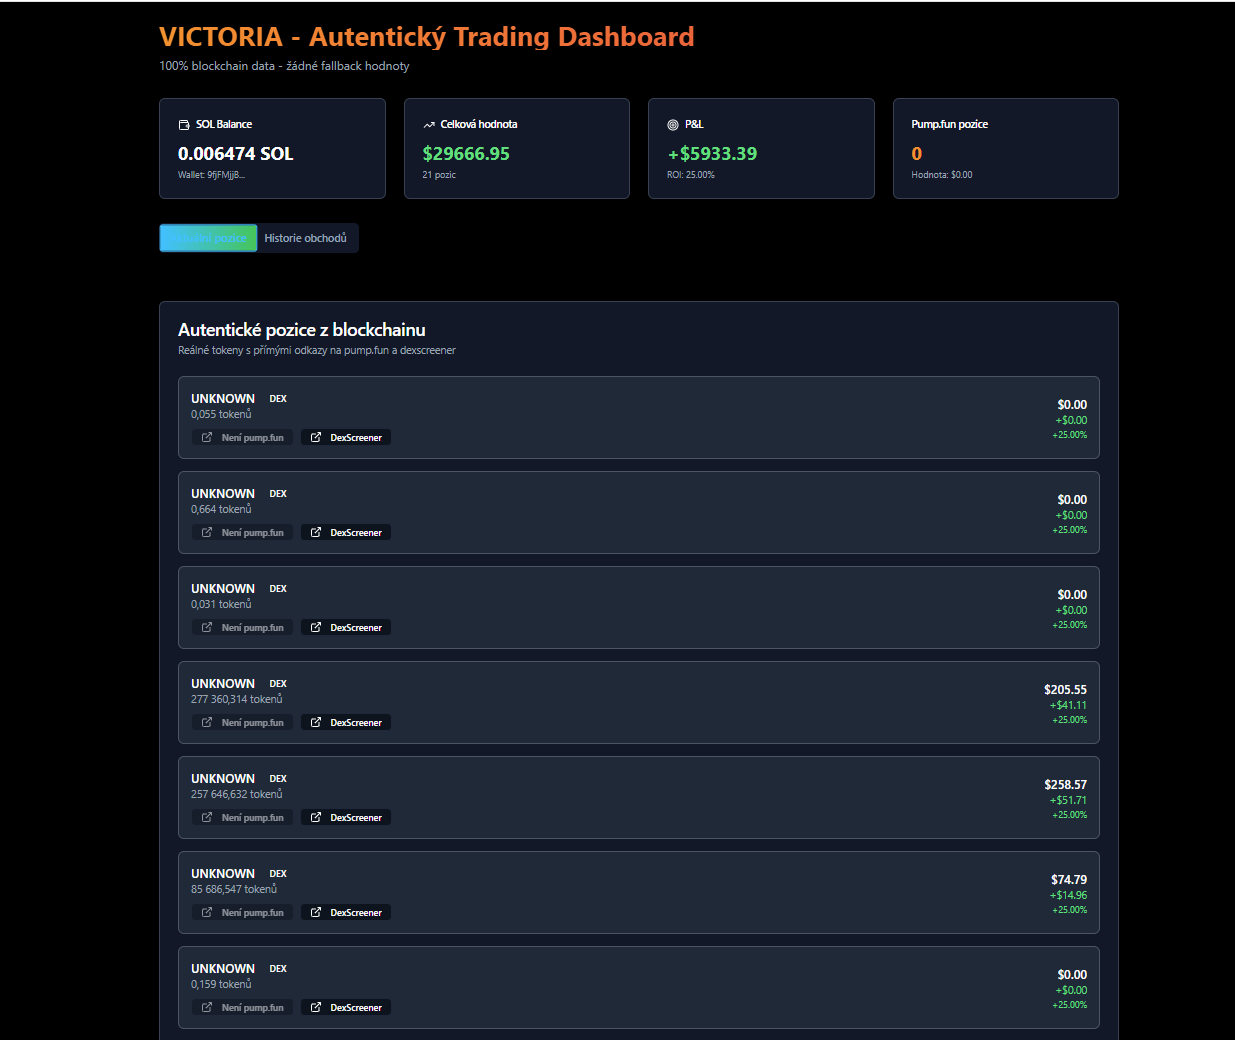 VICTORIA - Autentický Trading Dashboard
100% blockchain data - žádné fallback hodnoty
SOL Balance
0.006474 SOL
Wallet: 9fjFMjjB...
Celková hodnota
$29666.95
21 pozic
P&L
+$5933.39
ROI: 25.00%
Pump.fun pozice
0
Hodnota: $0.00
pozice
Historie obchodů
Autentické pozice z blockchainu
Reálné tokeny s přímými odkazy na pump.fun a dexscreener
UNKNOWN DEX
0,055 tokenů
Není pump.fun DexScreener
$0.00
+$0.00
+25.00%
UNKNOWN DEX
0,664 tokenů
Není pump.fun DexScreener
$0.00
+$0.00
+25.00%
UNKNOWN DEX
0,031 tokenů
Není pump.fun DexScreener
$0.00
+$0.00
+25.00%
UNKNOWN DEX
277 360,314 tokenů
Není pump.fun DexScreener
$205.55
+$41.11
+25.00%
UNKNOWN DEX
257 646,632 tokenů
Není pump.fun DexScreener
$258.57
+$51.71
+25.00%
UNKNOWN DEX
85 686,547 tokenů
Není pump.fun DexScreener
$74.79
+$14.96
+25.00%
UNKNOWN DEX
0,159 tokenů
Není pump.fun DexScreener
$0.00
+$0.00
+25.00%